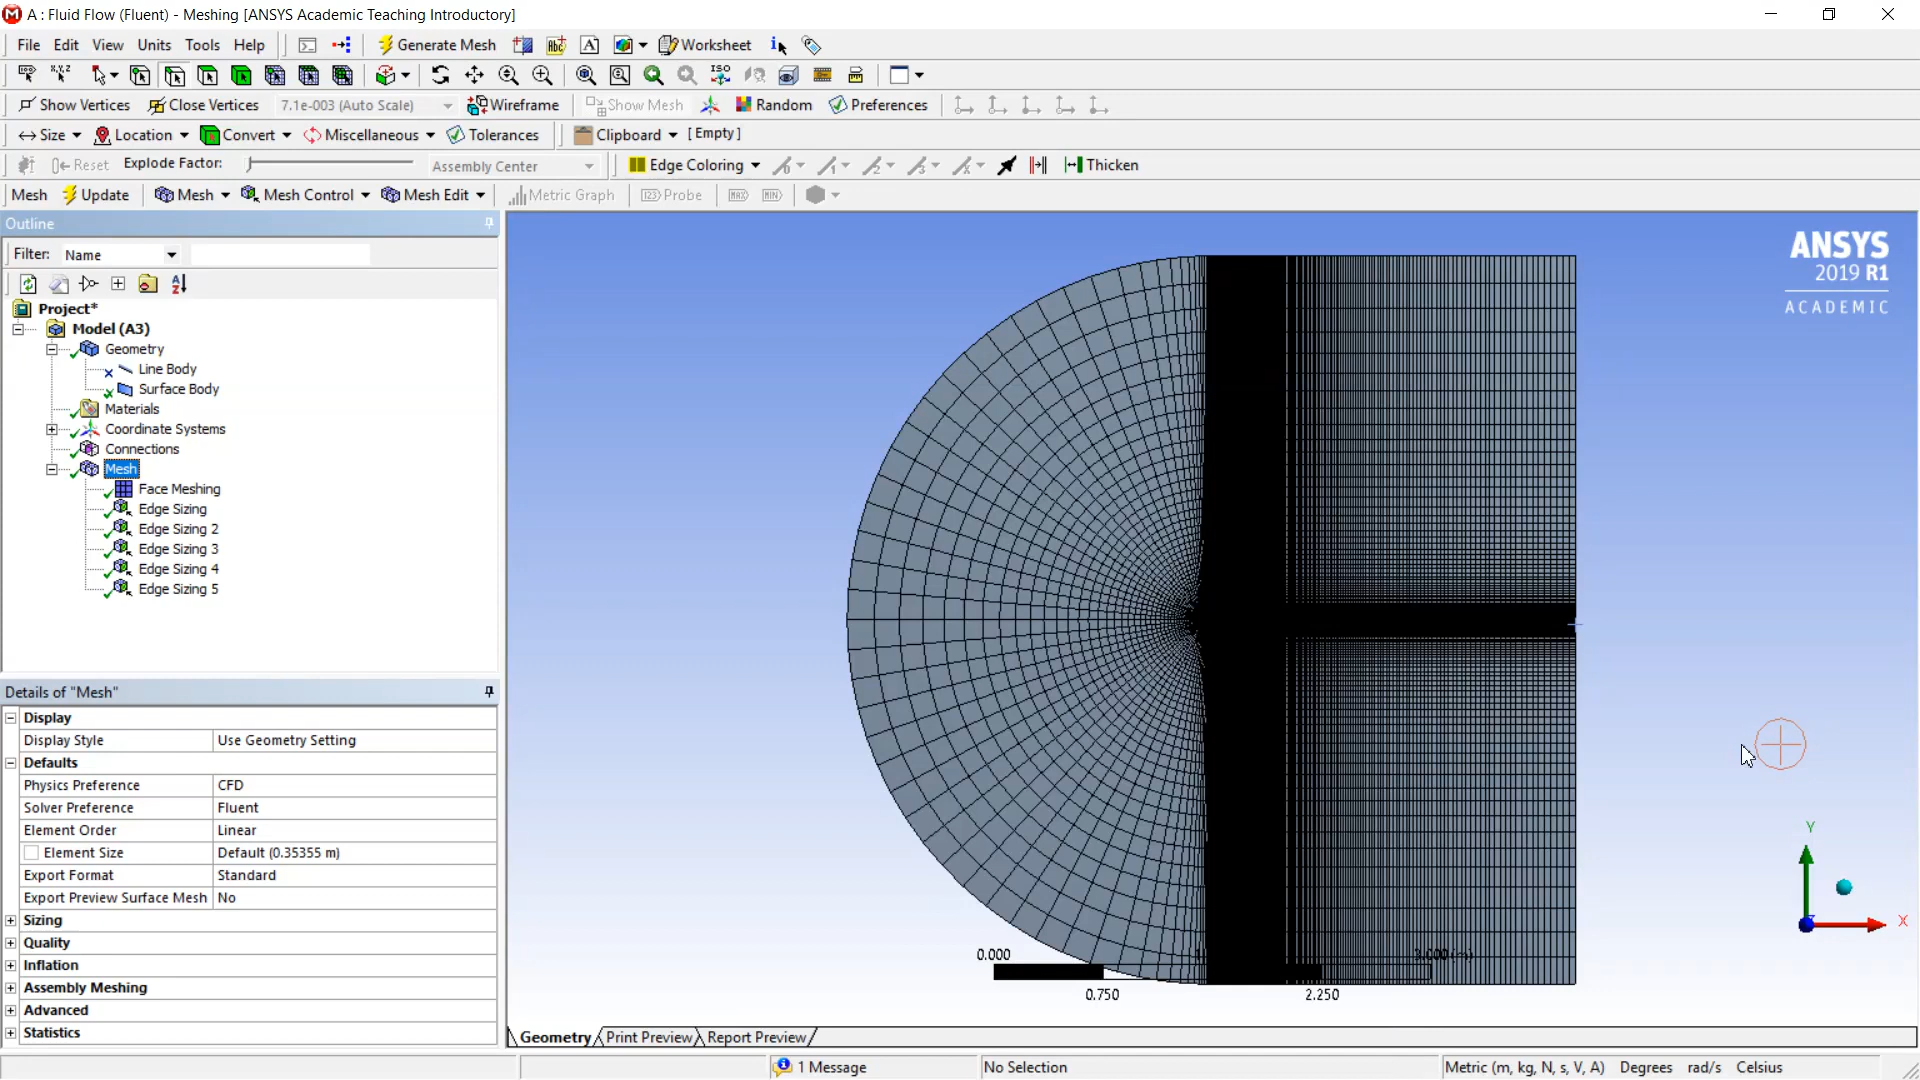 A : Fluid Flow (Fluent) - Meshing [ANSYS Academic Teaching Introductory]
File Edit View Units Tools Help Generate Mesh Worksheet
Show Vertices Close Vertices 7.1e-003 (Auto Scale) Wireframe Show Mesh Random Preferences
Size Location Convert Miscellaneous Tolerances Clipboard [ Empty ]
Reset Explode Factor: Assembly Center Edge Coloring Thicken
Mesh Update Mesh Mesh Control Mesh Edit Metric Graph Probe
Outline
Filter: Name
Project*
Model (A3)
Geometry
Line Body
Surface Body
Materials
Coordinate Systems
Connections
Mesh
Face Meshing
Edge Sizing
Edge Sizing 2
Edge Sizing 3
Edge Sizing 4
Edge Sizing 5
Details of "Mesh"
Display
Display Style Use Geometry Setting
Defaults
Physics Preference CFD
Solver Preference Fluent
Element Order Linear
Element Size Default (0.35355 m)
Export Format Standard
Export Preview Surface Mesh No
Sizing
Quality
Inflation
Assembly Meshing
Advanced
Statistics
ANSYS
2019 R1
ACADEMIC
Y
X
0.000 3.000 (m)
0.750 2.250
Geometry Print Preview Report Preview
1 Message No Selection Metric (m, kg, N, s, V, A) Degrees rad/s Celsius